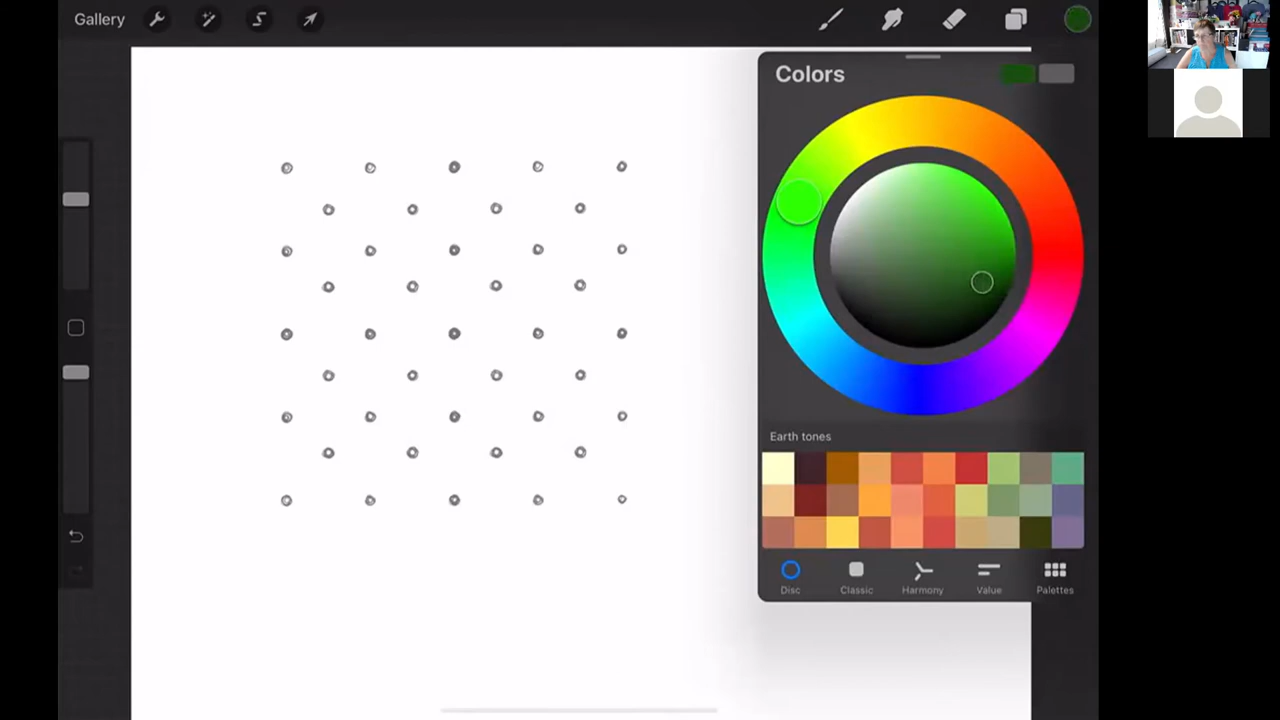 Gallery
Colors
Earth tones
Disc
Classic
Harmony
Value
Palettes